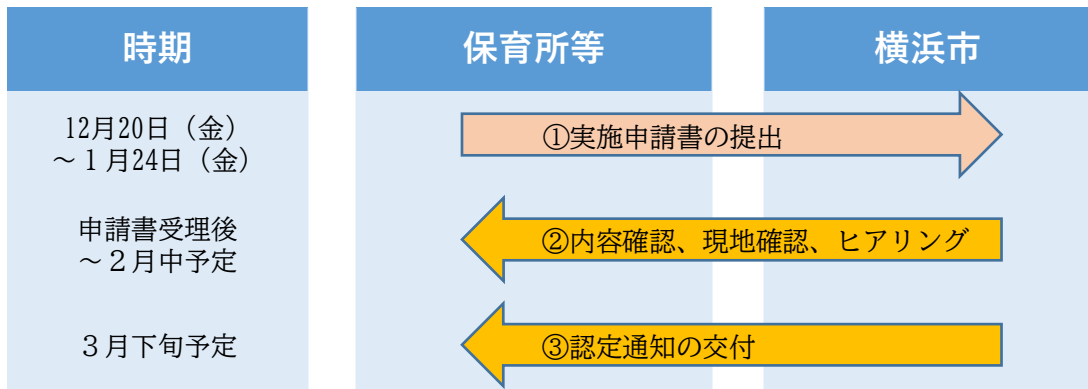 時期
保育所等
横浜市
12月20日（金）
～１月24日（金）
①実施申請書の提出
申請書受理後
～２月中予定
②内容確認、現地確認、ヒアリング
３月下旬予定
③認定通知の交付